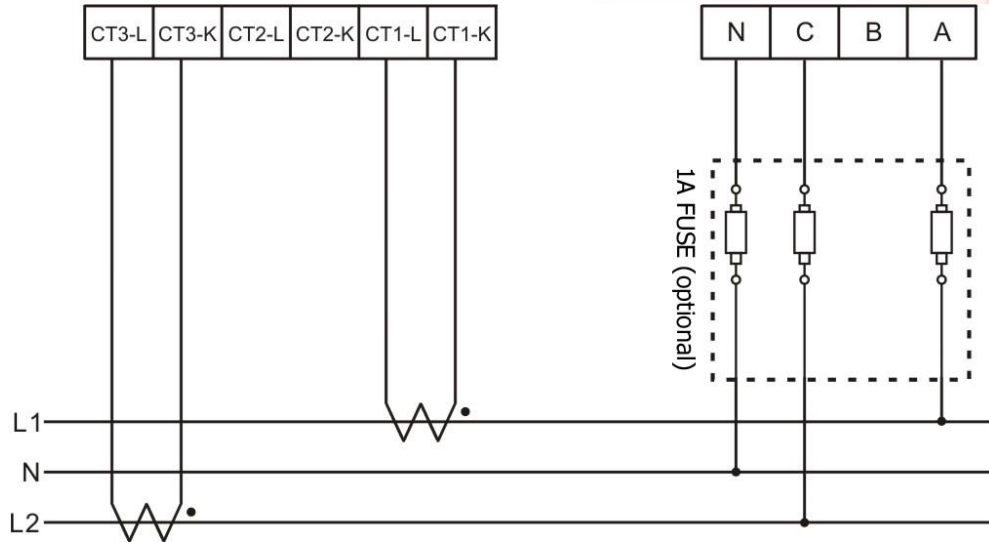 CT3-L CT3-K CT2-L CT2-K CT1-L CT1-K
N C B A
1A FUSE (optional)
L1
N
L2